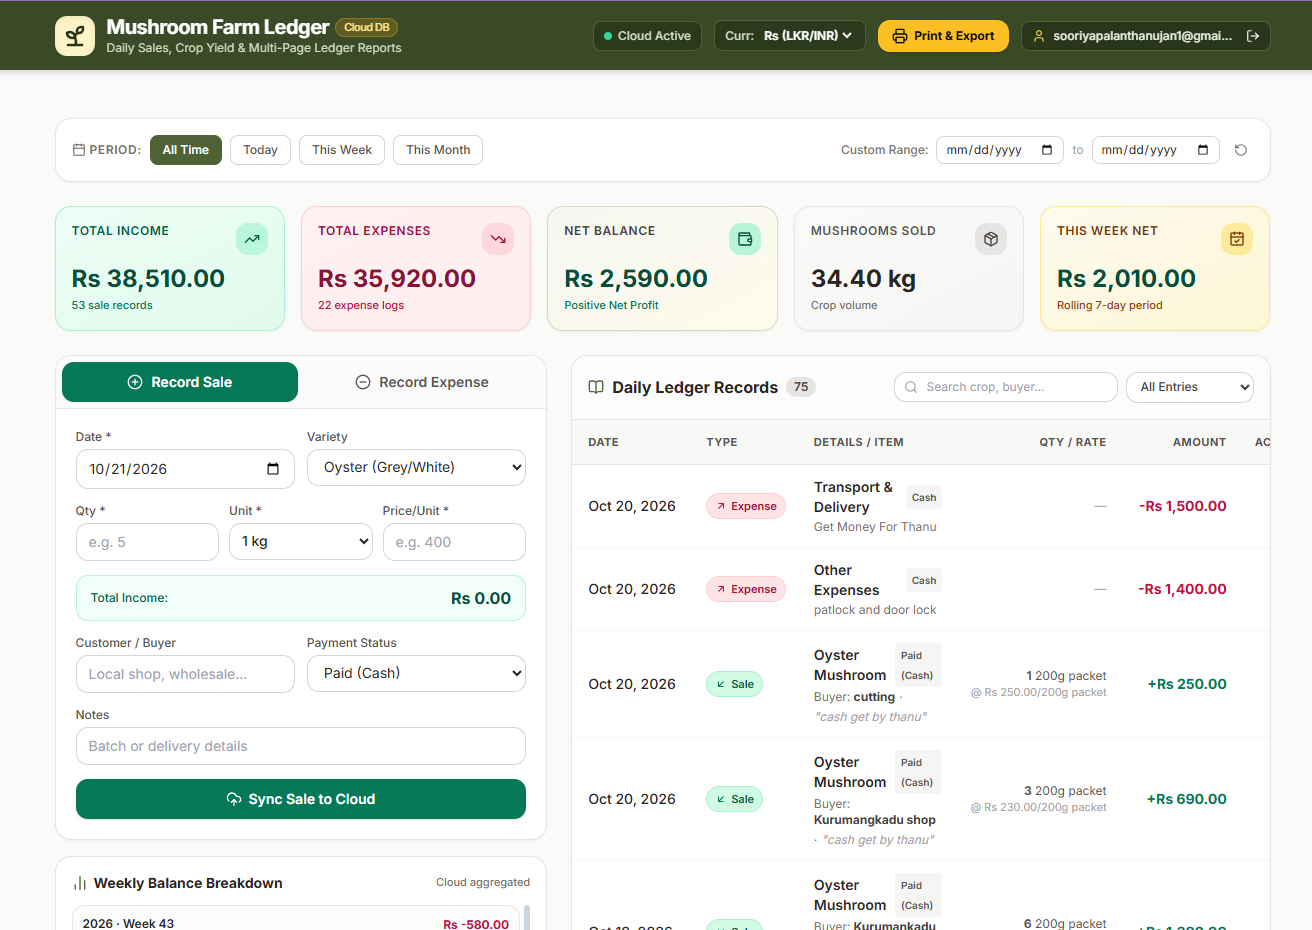 Mushroom Farm Ledger Cloud DB
Daily Sales, Crop Yield & Multi-Page Ledger Reports
Cloud Active
Curr: Rs (LKR/INR)
Print & Export
sooriyapalanthanujan1@gmai...
PERIOD: All Time Today This Week This Month
Custom Range: mm/dd/yyyy to mm/dd/yyyy
TOTAL INCOME
Rs 38,510.00
53 sale records
TOTAL EXPENSES
Rs 35,920.00
22 expense logs
NET BALANCE
Rs 2,590.00
Positive Net Profit
MUSHROOMS SOLD
34.40 kg
Crop volume
THIS WEEK NET
Rs 2,010.00
Rolling 7-day period
Record Sale
Record Expense
Date * Variety
10/21/2026 Oyster (Grey/White)
Qty * Unit * Price/Unit *
e.g. 5 1 kg e.g. 400
Total Income: Rs 0.00
Customer / Buyer Payment Status
Local shop, wholesale... Paid (Cash)
Notes
Batch or delivery details
Sync Sale to Cloud
Weekly Balance Breakdown Cloud aggregated
2026 · Week 43 Rs -580.00
Daily Ledger Records 75
Search crop, buyer...
All Entries
DATE TYPE DETAILS / ITEM QTY / RATE AMOUNT AC
Oct 20, 2026 Expense Transport & Delivery Cash — -Rs 1,500.00
Get Money For Thanu
Oct 20, 2026 Expense Other Expenses Cash — -Rs 1,400.00
patlock and door lock
Oct 20, 2026 Sale Oyster Mushroom Paid (Cash) 1 200g packet +Rs 250.00
@ Rs 250.00/200g packet
Buyer: cutting ·
"cash get by thanu"
Oct 20, 2026 Sale Oyster Mushroom Paid (Cash) 3 200g packet +Rs 690.00
@ Rs 230.00/200g packet
Buyer:
Kurumangkadu shop
· "cash get by thanu"
Oyster Mushroom Paid (Cash)
Buyer: Kurumankadu
6 200g packet